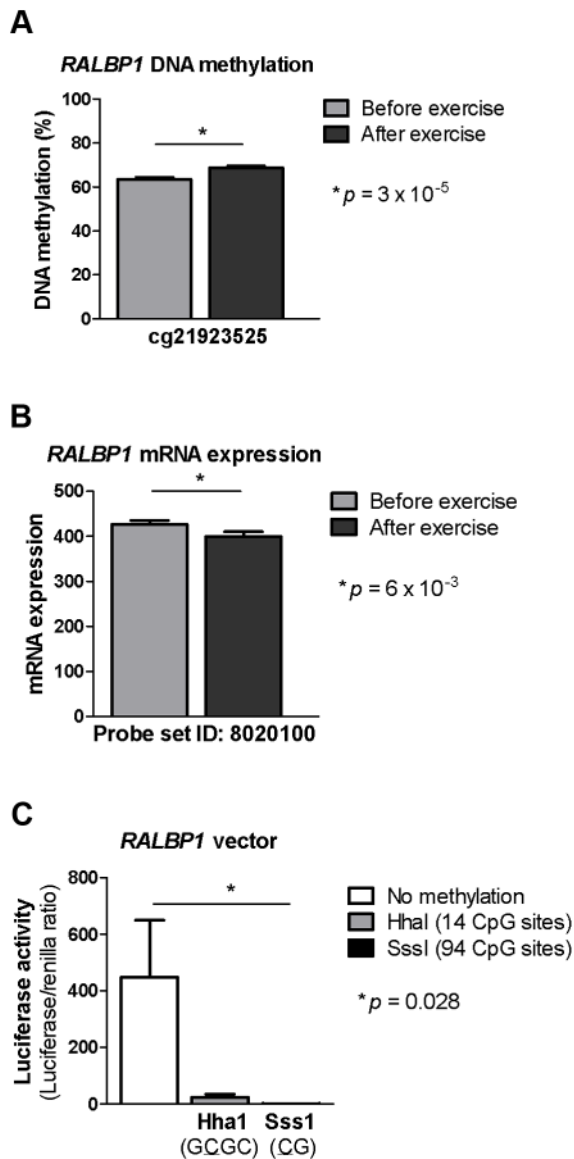 A
RALBP1 DNA methylation
100
80
60
40
20
0
DNA methylation (%)
*
cg21923525
Before exercise
After exercise
*p = 3 x 10-5
B
RALBP1 mRNA expression
500
400
300
200
100
0
mRNA expression
*
Probe set ID: 8020100
Before exercise
After exercise
*p = 6 x 10-3
C
RALBP1 vector
800
600
400
200
0
Luciferase activity
(Luciferase/renilla ratio)
*
Hha1 Sss1
(GCGC) (CG)
No methylation
HhaI (14 CpG sites)
SssI (94 CpG sites)
*p = 0.028